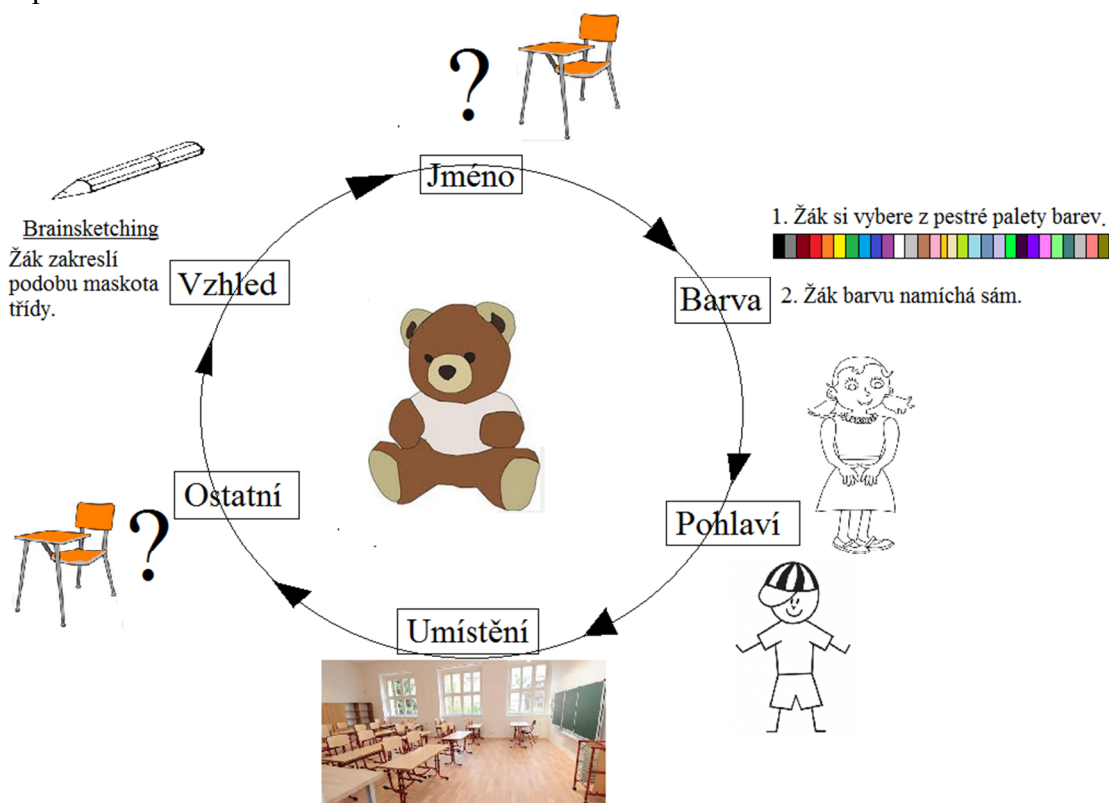 ?
Jméno
1. Žák si vybere z pestré palety barev.
Barva
2. Žák barvu namíchá sám.
Brainsketching
Žák zakreslí
podobu maskota
třídy.
Vzhled
Ostatní
?
Pohlaví
Umístění